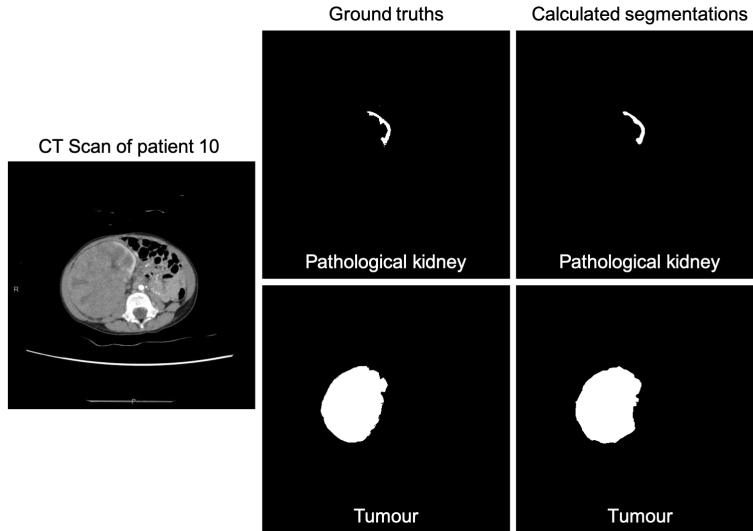 Ground truths
Calculated segmentations
CT Scan of patient 10
R
P
Pathological kidney
Pathological kidney
Tumour
Tumour